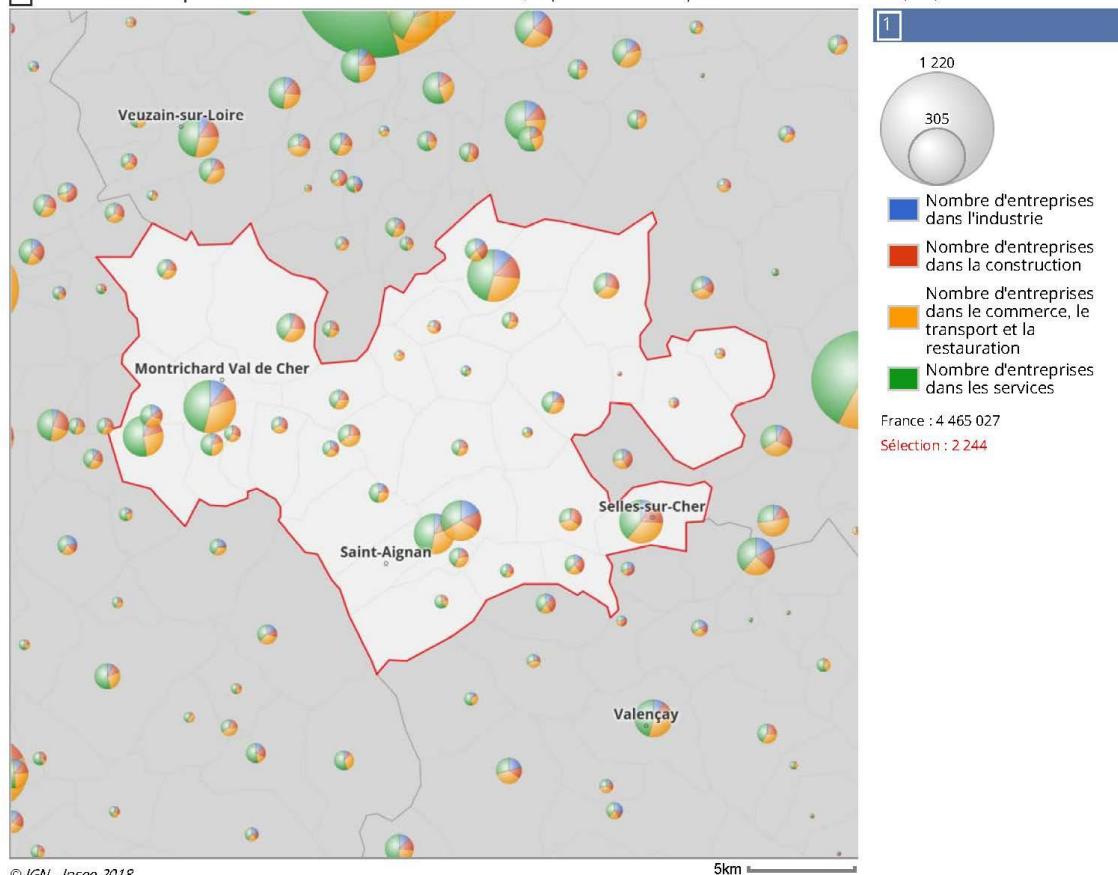 1
1 220
305
Nombre d'entreprises
dans l'industrie
Nombre d'entreprises
dans la construction
Nombre d'entreprises
dans le commerce, le
transport et la
restauration
Nombre d'entreprises
dans les services
France : 4 465 027
Sélection : 2 244
Veuzain-sur-Loire
Montrichard Val de Cher
Selles-sur-Cher
Saint-Aignan
Valençay
5km
© IGN - Insee 2018